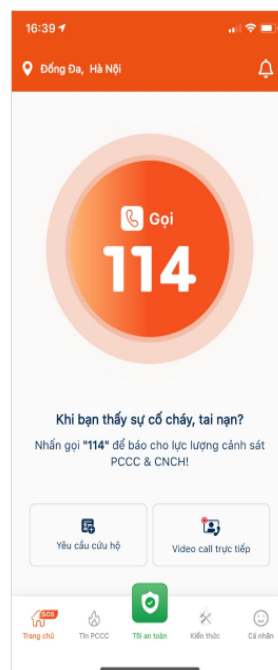 16:39
Đống Đa, Hà Nội
Gọi
114
Khi bạn thấy sự cố cháy, tai nạn?
Nhấn gọi "114" để báo cho lực lượng cảnh sát
PCCC & CNCH!
Yêu cầu cứu hộ
Video call trực tiếp
SOS
Trang chủ
Tin PCCC
Tôi an toàn
Kiến thức
Cá nhân